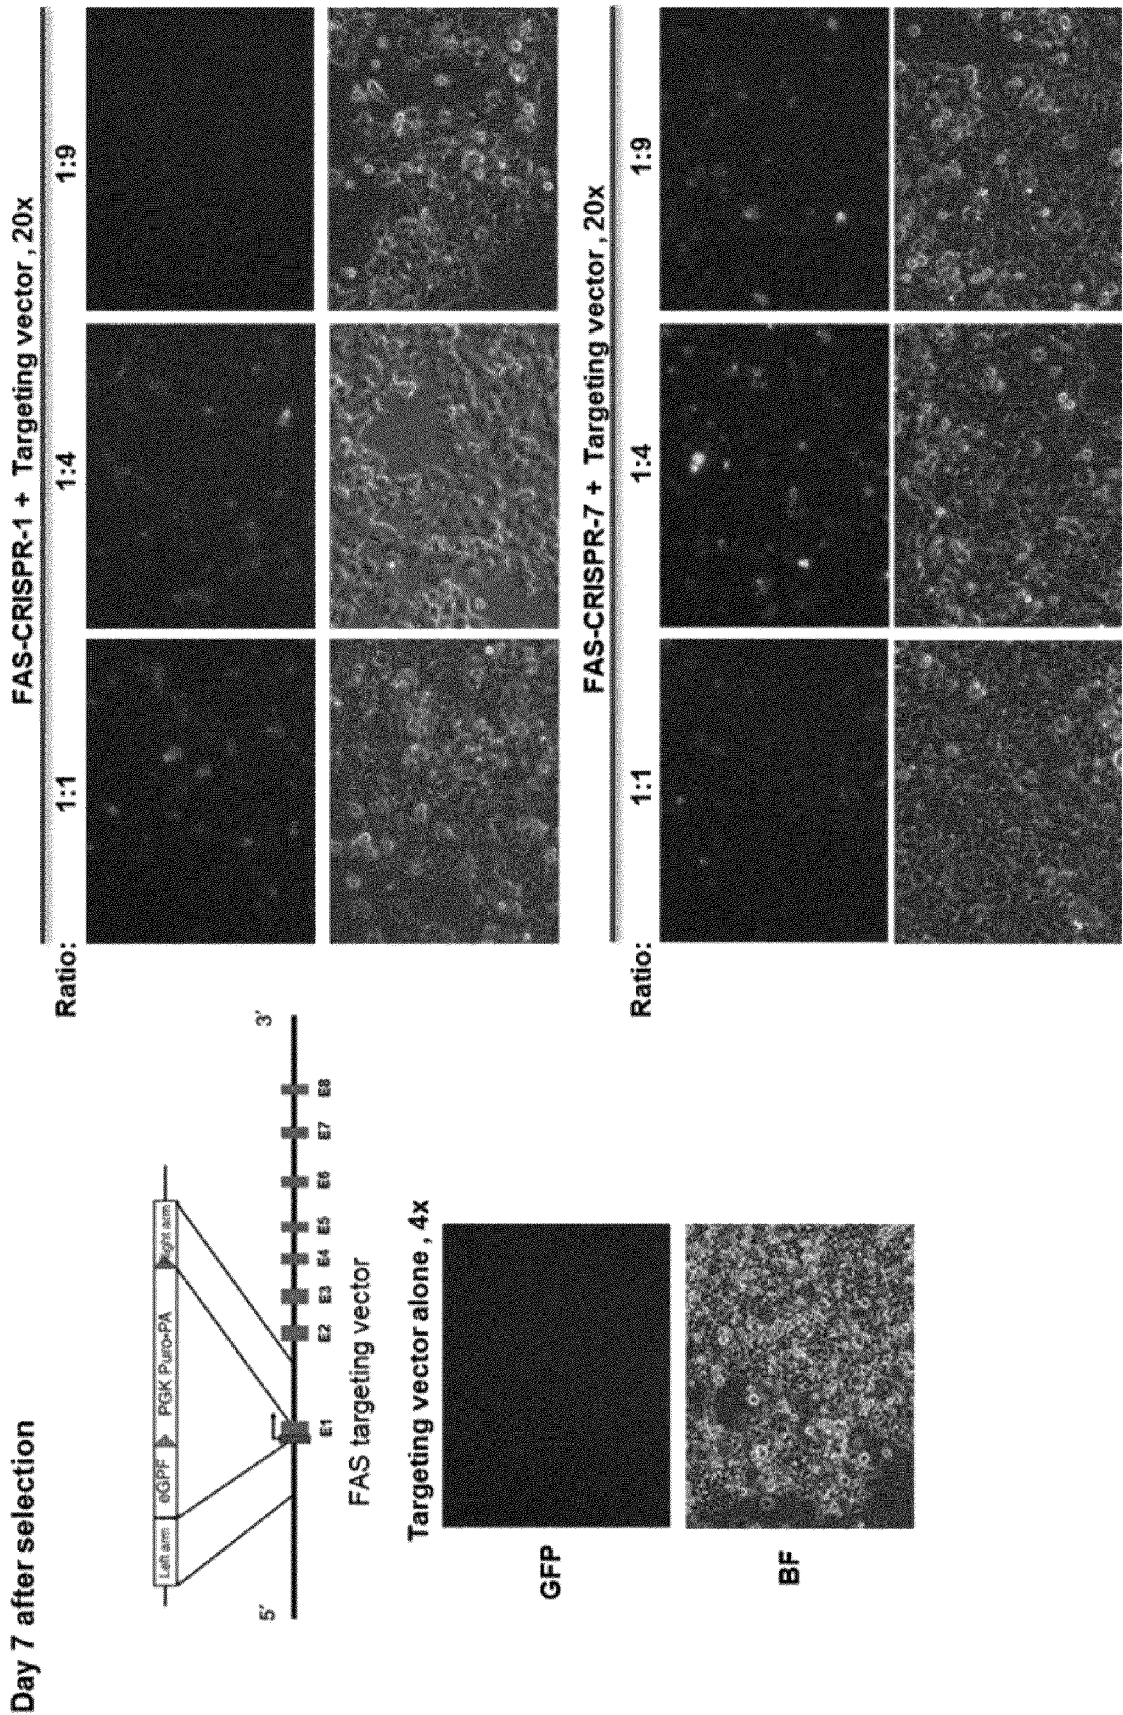 Day 7 after selection
Left arm
eGPF
PGK Puro-PA
Right arm
5'
3'
E1
E2
E3
E4
E5
E6
E7
E8
FAS targeting vector
Targeting vector alone , 4x
GFP
BF
FAS-CRISPR-1 + Targeting vector , 20x
Ratio:
1:1
1:4
1:9
FAS-CRISPR-7 + Targeting vector , 20x
Ratio:
1:1
1:4
1:9